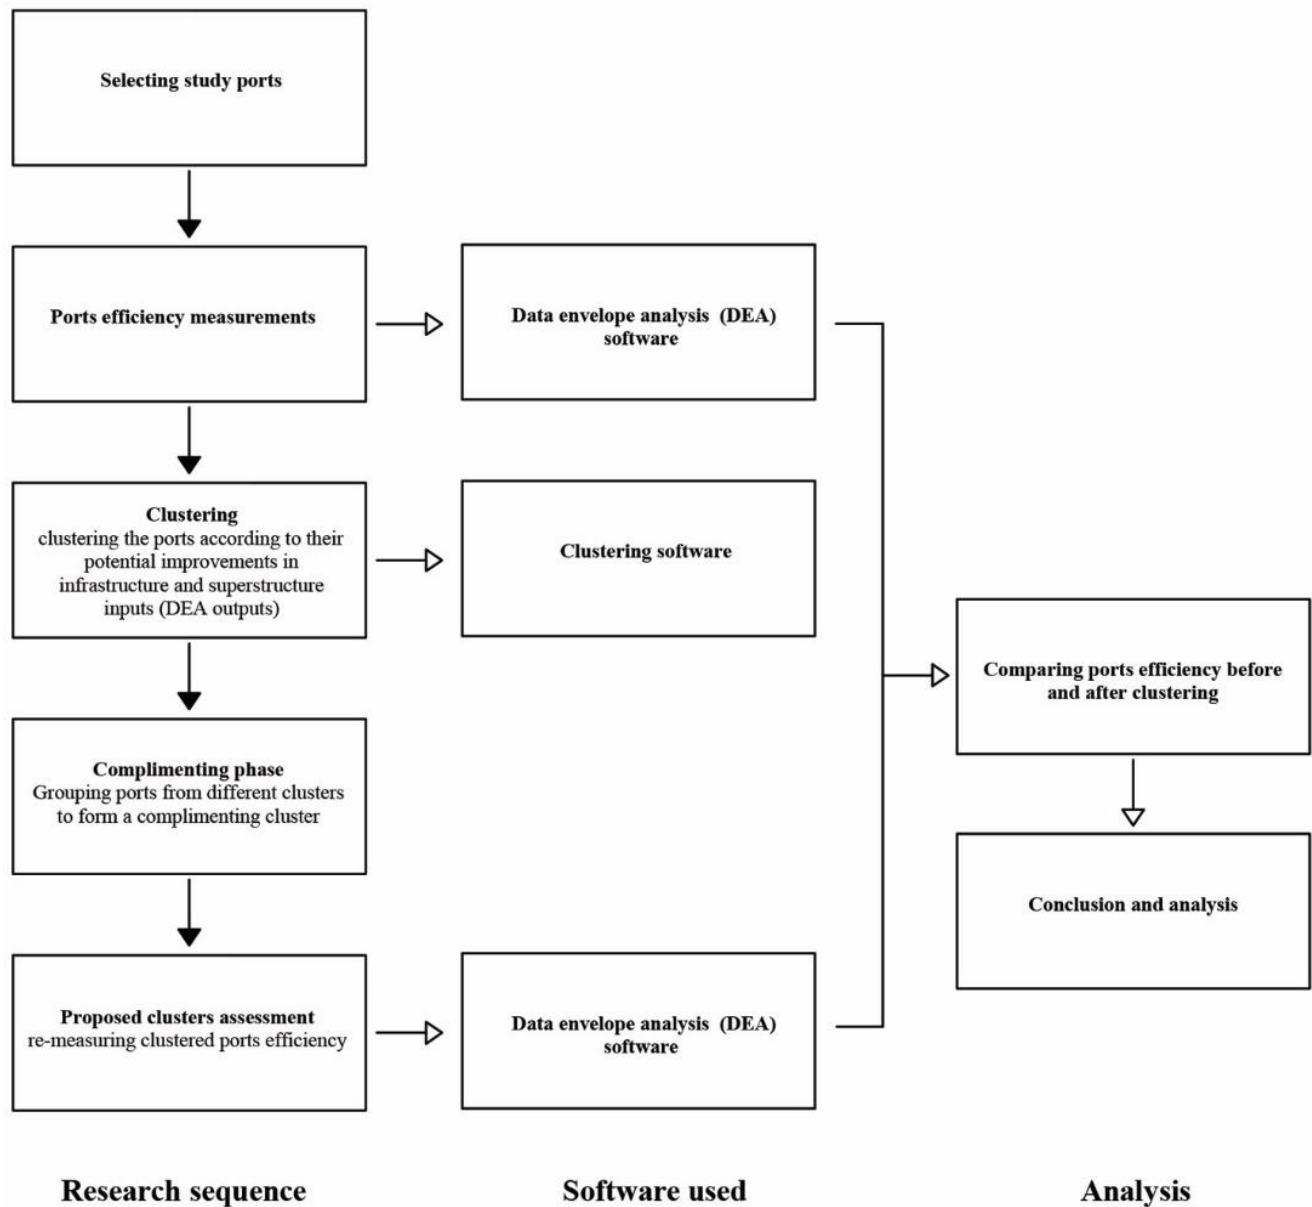 Selecting study ports
Ports efficiency measurements
Data envelope analysis (DEA)
software
Clustering
clustering the ports according to their
potential improvements in
infrastructure and superstructure
inputs (DEA outputs)
Clustering software
Comparing ports efficiency before
and after clustering
Complimenting phase
Grouping ports from different clusters
to form a complimenting cluster
Conclusion and analysis
Proposed clusters assessment
re-measuring clustered ports efficiency
Data envelope analysis (DEA)
software
Research sequence
Software used
Analysis